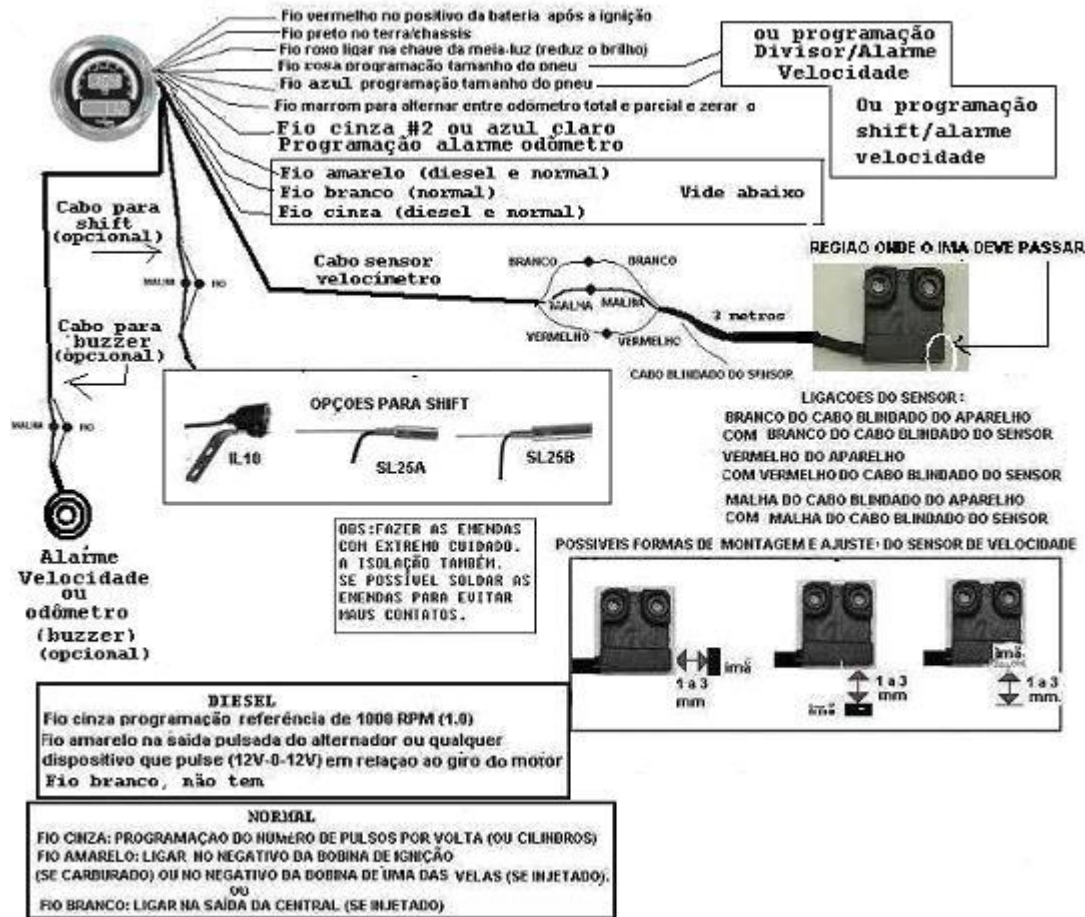 Fio vermelho no positivo da bateria após a ignição
Fio preto no terra/chassis
Fio roxo ligar na chave da meia-luz (reduz o brilho)
Fio rosa programação tamanho do pneu
Fio azul programação tamanho do pneu
Fio marrom para alternar entre odômetro total e parcial e zerar o
Fio cinza #2 ou azul claro
Programação alarme odômetro
ou programação
Divisor/Alarme
Velocidade
Ou programação
shift/alarme
velocidade
Fio amarelo (diesel e normal)
Fio branco (normal)
Vide abaixo
Fio cinza (diesel e normal)
Cabo para
shift
(opcional)
MALHA
FIO
Cabo para
buzzer
(opcional)
MALHA
FIO
Cabo sensor
velocímetro
BRANCO
BRANCO
MALHA
MALHA
VERMELHO
VERMELHO
CABO BLINDADO DO SENSOR
metros
REGIAO ONDE O IMA DEVE PASSAR
OPÇOES PARA SHIFT
SL25A
SL25B
LIGACOES DO SENSOR:
BRANCO DO CABO BLINDADO DO APARELHO
COM BRANCO DO CABO BLINDADO DO SENSOR
VERMELHO DO APARELHO
COM VERMELHO DO CABO BLINDADO DO SENSOR
MALHA DO CABO BLINDADO DO APARELHO
COM MALHA DO CABO BLINDADO DO SENSOR
Alarme
Velocidade
ou
odômetro
(buzzer)
(opcional)
OBS:FAZER AS EMENDAS
COM EXTREMO CUIDADO.
A ISOLAÇÃO TAMBÉM.
SE POSSÍVEL SOLDAR AS
EMENDAS PARA EVITAR
MAUS CONTATOS.
POSSIVEIS FORMAS DE MONTAGEM E AJUSTE DO SENSOR DE VELOCIDADE
imã
1 a 3
mm
1 a 3
mm
imã
imã
1 a 3
mm.
DIESEL
Fio cinza programação referência de 1000 RPM (1.0)
Fio amarelo na saída pulsada do alternador ou qualquer
dispositivo que pulse (12V-0-12V) em relaçao ao giro do motor
Fio branco, não tem
NORMAL
FIO CINZA: PROGRAMAÇAO DO NÚMERO DE PULSOS POR VOLTA (OU CILINDROS)
FIO AMARELO: LIGAR NO NEGATIVO DA BOBINA DE IGNIÇÃO
(SE CARBURADO) OU NO NEGATIVO DA BOBINA DE UMA DAS VELAS (SE INJETADO).
OU
FIO BRANCO: LIGAR NA SAÍDA DA CENTRAL (SE INJETADO)